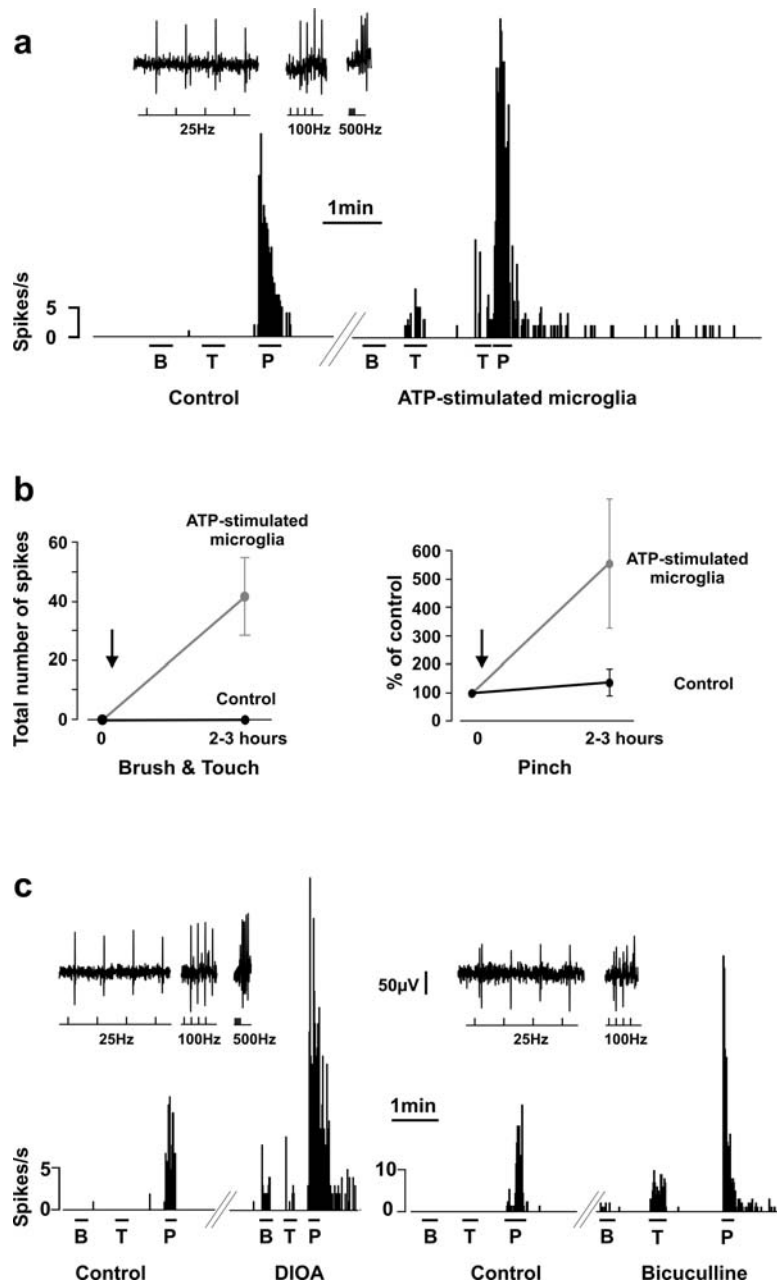 a
25Hz 100Hz 500Hz
1min
Spikes/s
5
0
B T P B T T P
Control ATP-stimulated microglia
b
Total number of spikes
60
40
20
0
ATP-stimulated
microglia
Control
0 2-3 hours
Brush & Touch
% of control
600
500
400
300
200
100
0
ATP-stimulated
microglia
Control
0 2-3 hours
Pinch
c
25Hz 100Hz 500Hz
50µV
25Hz 100Hz
1min
Spikes/s
5
0
10
0
B T P B T P B T P B T P
Control DIOA Control Bicuculline